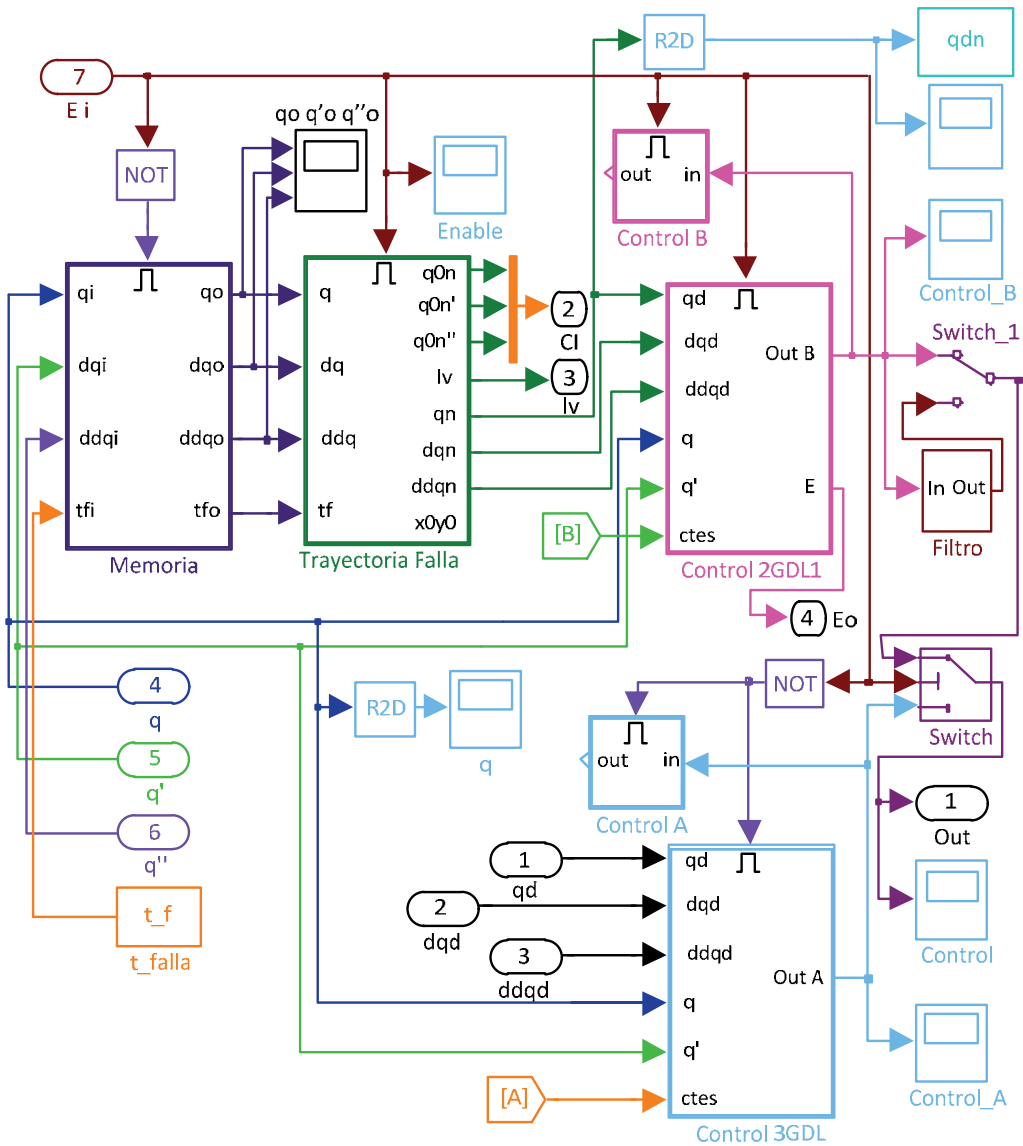 R2D
qdn
7
E i
qo q'o q''o
NOT
out
in
Control B
Enable
Control_B
qi
qo
dqi
dqo
ddqi
ddqo
tfi
tfo
Memoria
q
dq
ddq
tf
q0n
q0n'
q0n''
lv
qn
dqn
ddqn
x0y0
Trayectoria Falla
2
CI
3
lv
qd
dqd
ddqd
q
q'
ctes
Out B
E
Control 2GDL1
[B]
Switch_1
In Out
Filtro
4
Eo
4
q
5
q'
6
q''
t_f
t_falla
R2D
q
NOT
out
in
Control A
Switch
1
Out
Control
1
qd
2
dqd
3
ddqd
[A]
qd
dqd
ddqd
q
q'
ctes
Out A
Control 3GDL
Control_A